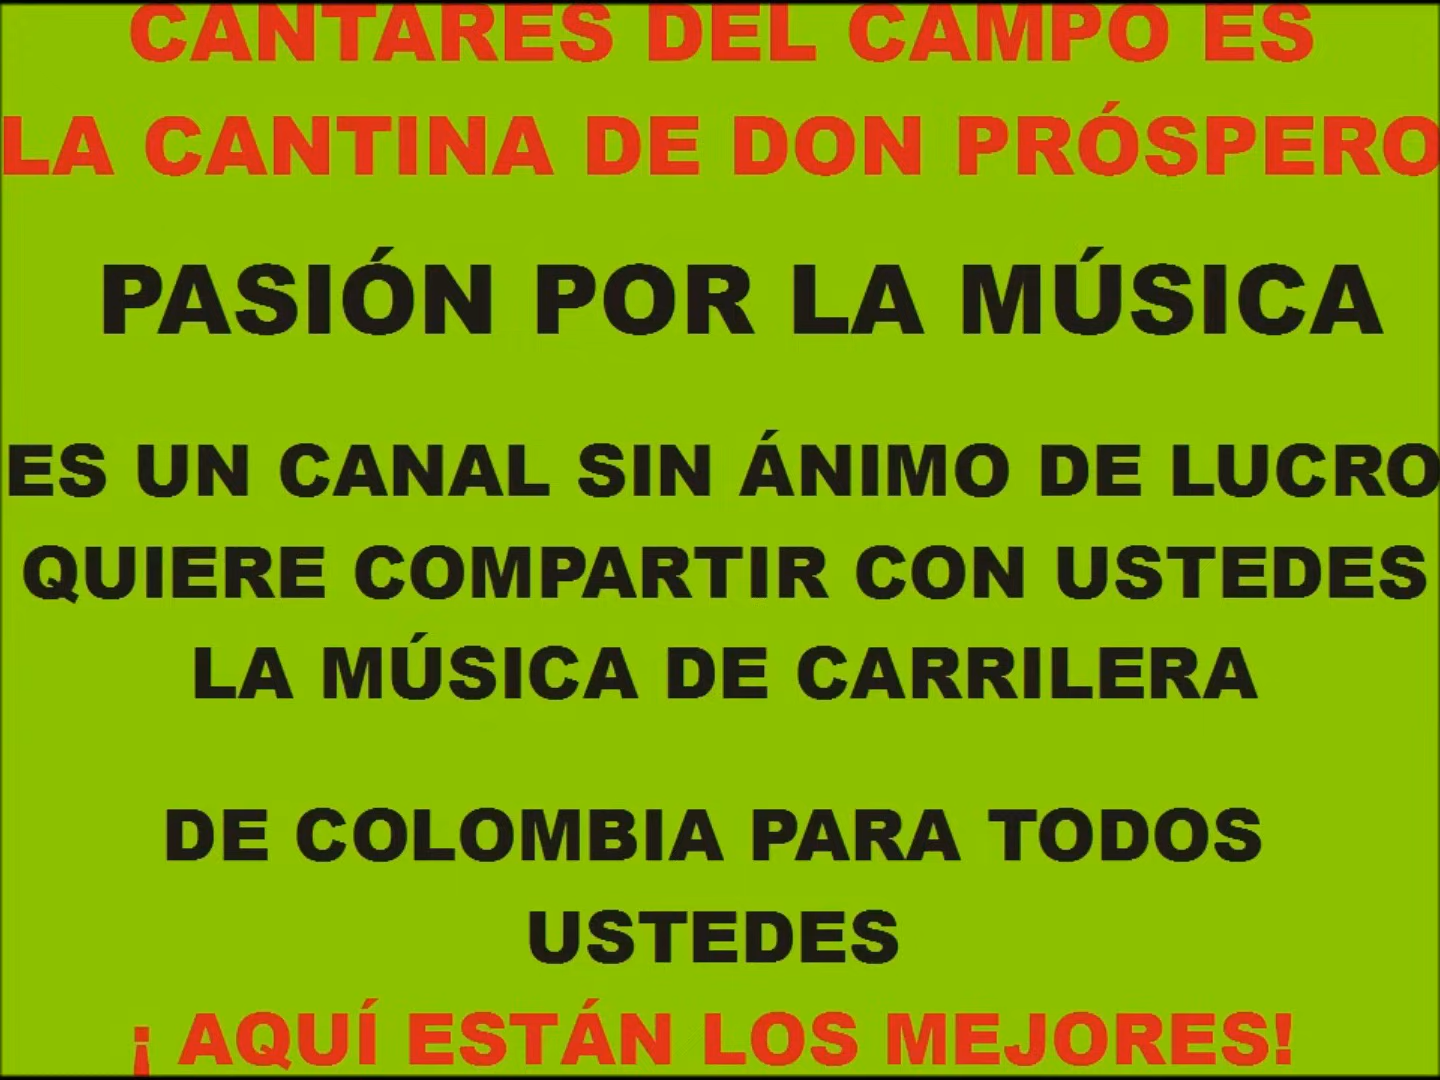 CANTARES DEL CAMPO ES
LA CANTINA DE DON PRÓSPERO
PASIÓN POR LA MÚSICA
ES UN CANAL SIN ÁNIMO DE LUCRO
QUIERE COMPARTIR CON USTEDES
LA MÚSICA DE CARRILERA
DE COLOMBIA PARA TODOS
USTEDES
¡ AQUÍ ESTÁN LOS MEJORES!